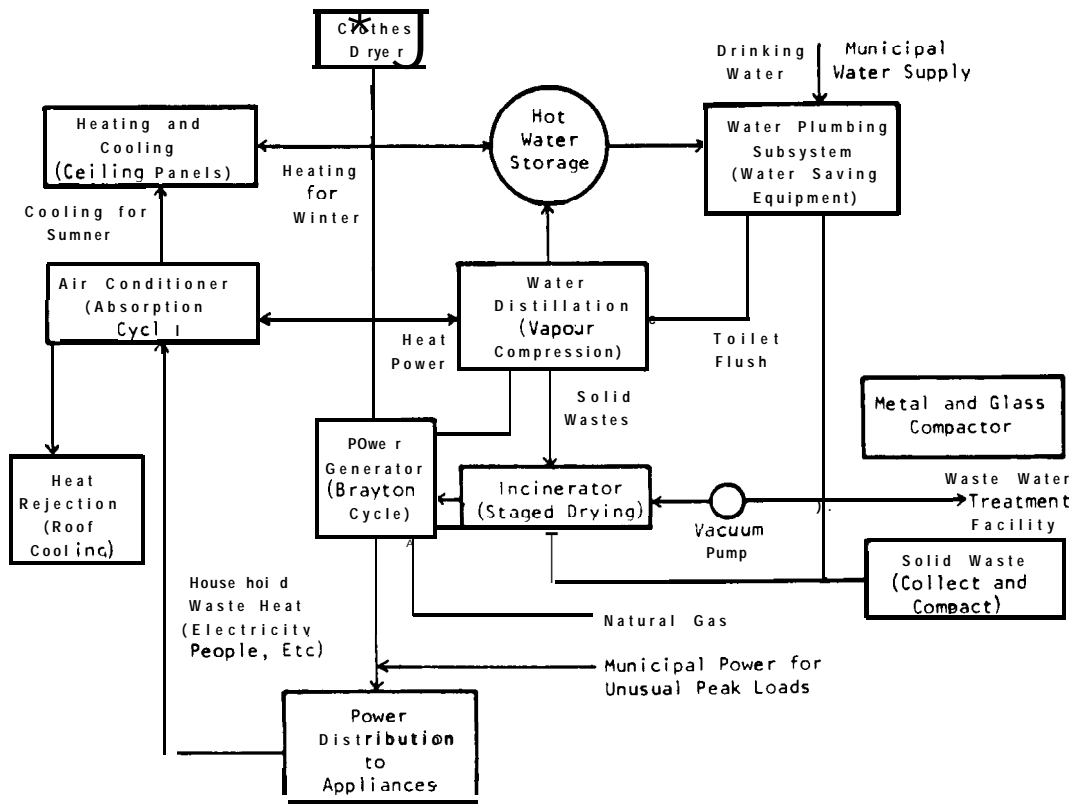 Clothes
Dryer
Drinking
Water
Municipal
Water Supply
Heating and
Cooling
(Ceiling Panels)
Heating
for
Winter
Hot
Water
Storage
Water Plumbing
Subsystem
(Water Saving
Equipment)
Cooling for
Sumner
Air Conditioner
(Absorption
Cycl
Heat
Power
Water
Distillation
(Vapour
Compression)
Toilet
Flush
Solid
Wastes
Metal and Glass
Compactor
Heat
Rejection
(Roof
Cooling)
POwer
Generator
(Brayton
Cycle)
Incinerator
(Staged Drying)
Vacuum
Pump
Waste Water
Treatment
Facility
Solid Waste
(Collect and
Compact)
House hoi d
Waste Heat
(Electricity
People, Etc)
Natural Gas
Municipal Power for
Unusual Peak Loads
Power
Distribution
to
Appliances